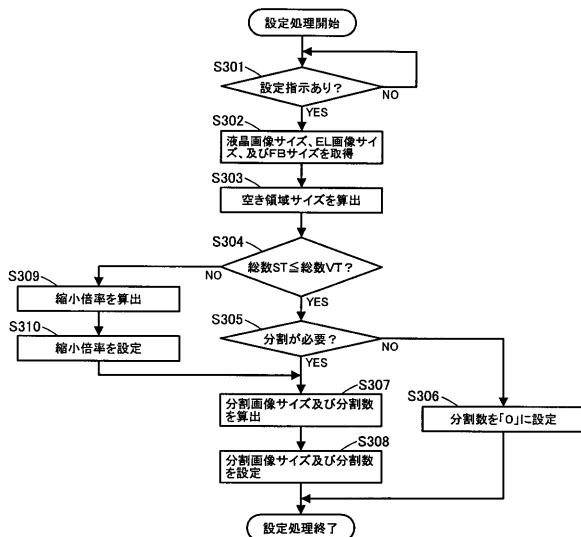 設定処理開始
S301
設定指示あり？
NO
YES
S302
液晶画像サイズ、EL画像サイ
ズ、及びFBサイズを取得
S303
空き領域サイズを算出
S304
総数ST≦総数VT？
NO
YES
S309
縮小倍率を算出
S310
縮小倍率を設定
S305
分割が必要？
NO
YES
S307
分割画像サイズ及び分割数
を算出
S306
分割数を「0」に設定
S308
分割画像サイズ及び分割数
を設定
設定処理終了